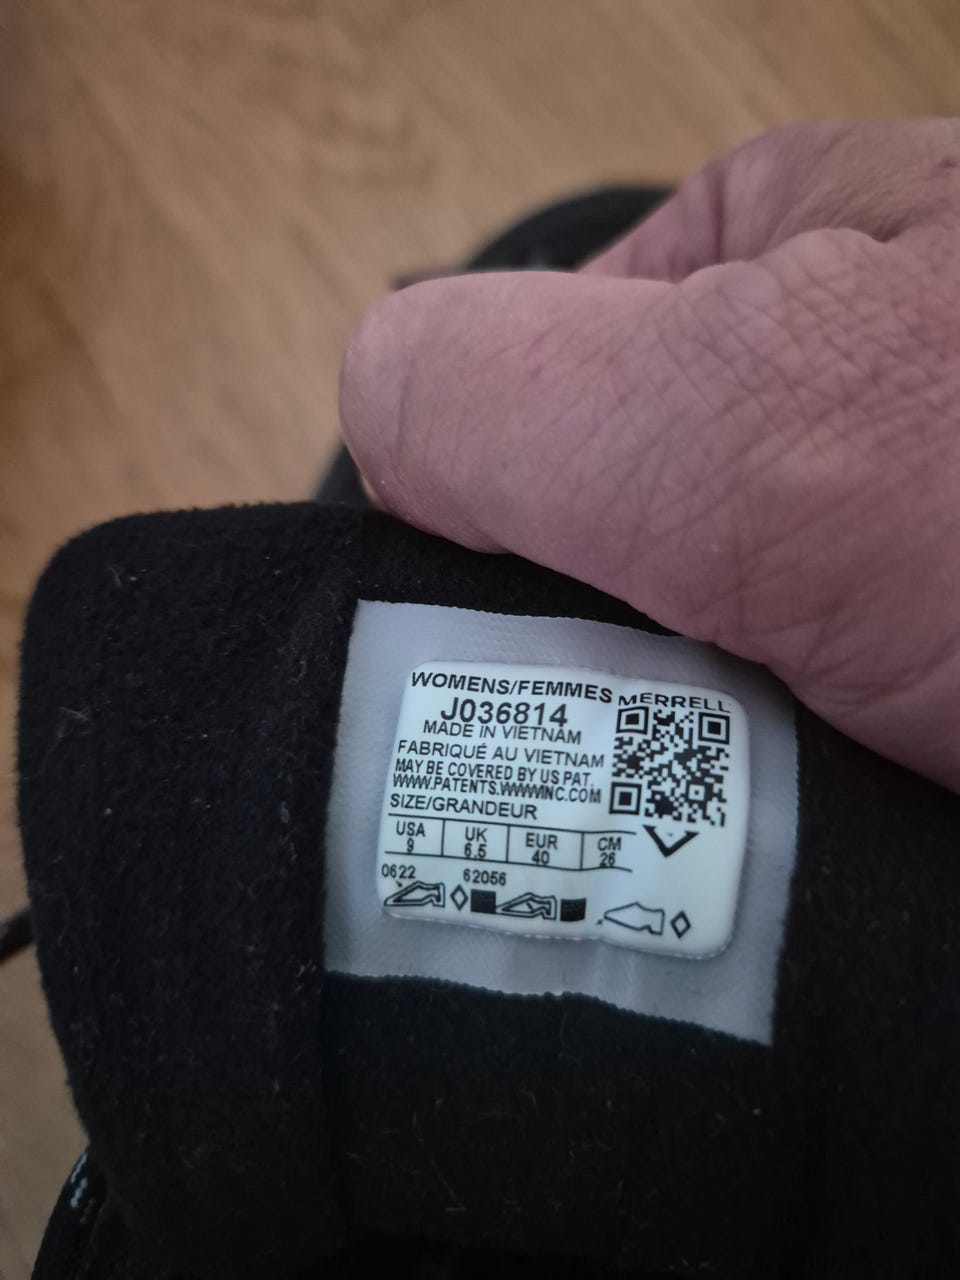 WOMENS/FEMMES
MERRELL
J036814
MADE IN VIETNAM
FABRIQUÉ AU VIETNAM
MAY BE COVERED BY US PAT.
WWW.PATENTS.WWWINC.COM
SIZE/GRANDEUR
USA UK EUR CM
9 6.5 40 26
0622 62056